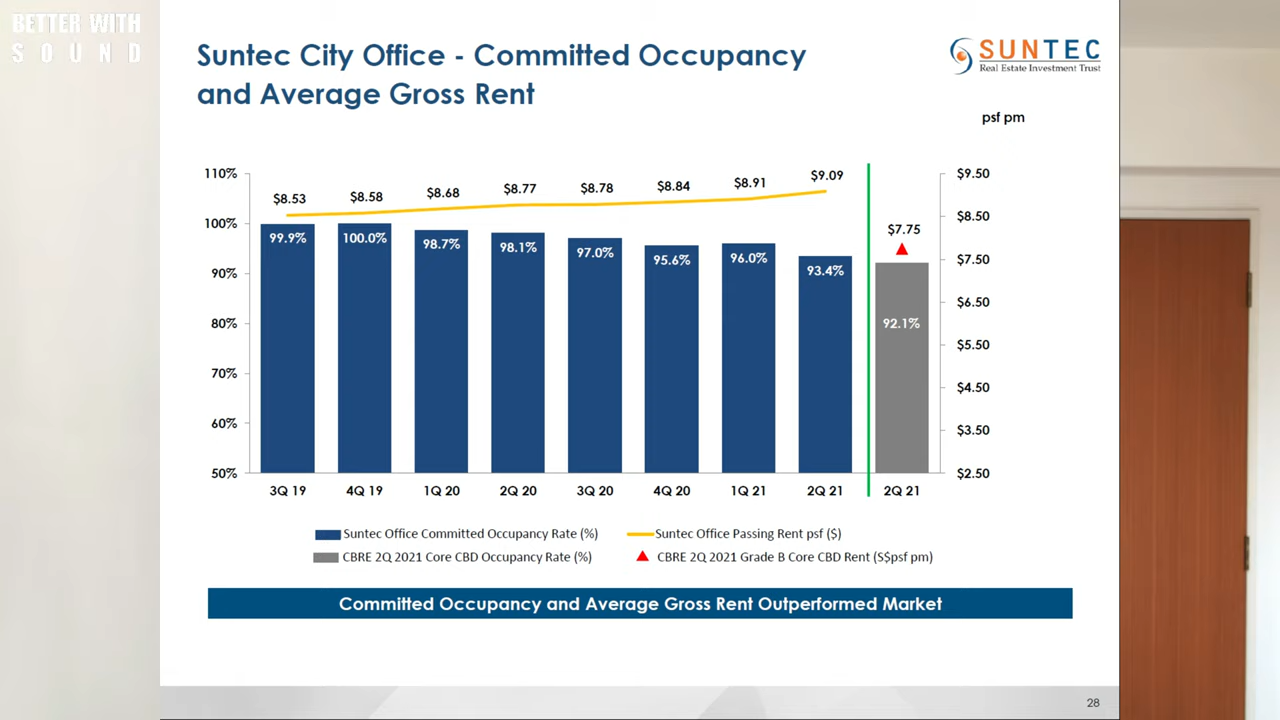 BETTER WITH
SOUND
Suntec City Office - Committed Occupancy
and Average Gross Rent
SUNTEC
Real Estate Investment Trust
psf pm
110%
100%
90%
80%
70%
60%
50%
$8.53
$8.58
$8.68
$8.77
$8.78
$8.84
$8.91
$9.09
$7.75
99.9%
100.0%
98.7%
98.1%
97.0%
95.6%
96.0%
93.4%
92.1%
$9.50
$8.50
$7.50
$6.50
$5.50
$4.50
$3.50
$2.50
3Q 19
4Q 19
1Q 20
2Q 20
3Q 20
4Q 20
1Q 21
2Q 21
2Q 21
Suntec Office Committed Occupancy Rate (%)
Suntec Office Passing Rent psf ($)
CBRE 2Q 2021 Core CBD Occupancy Rate (%)
CBRE 2Q 2021 Grade B Core CBD Rent (S$psf pm)
Committed Occupancy and Average Gross Rent Outperformed Market
28